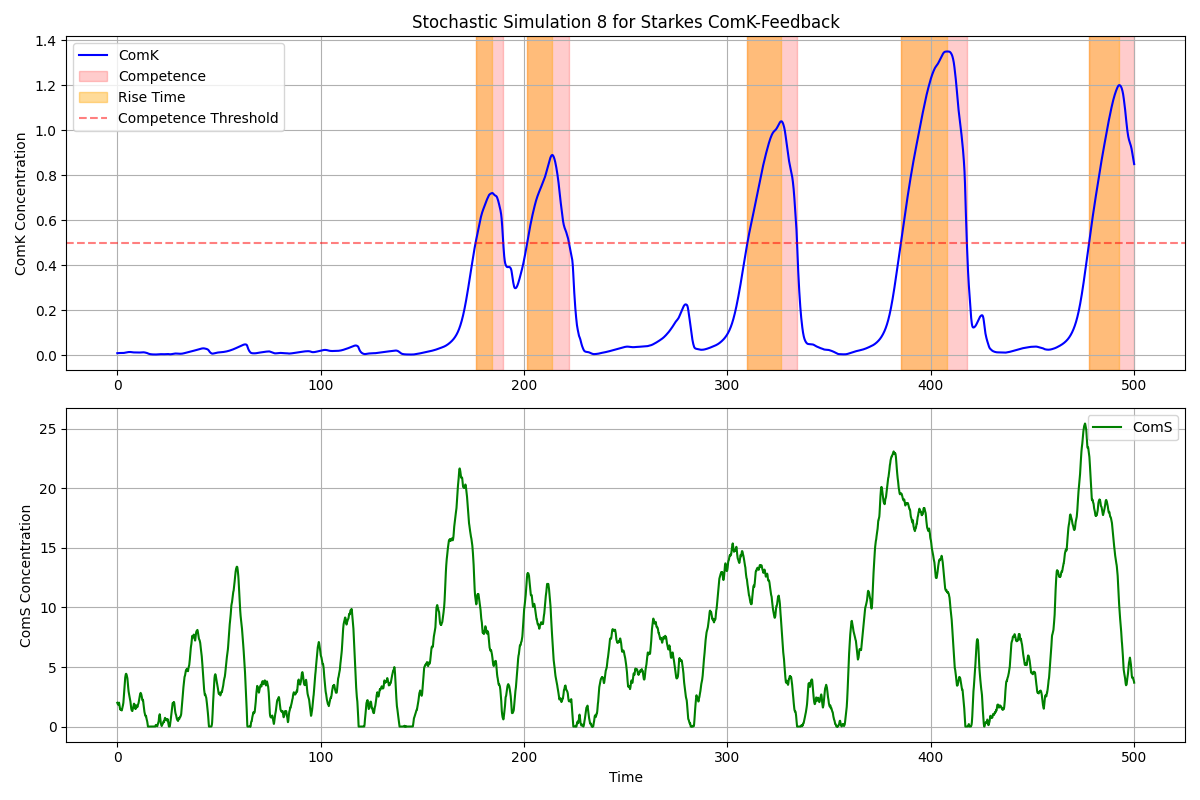 Stochastic Simulation 8 for Starkes ComK-Feedback
ComK Concentration
1.4
1.2
1.0
0.8
0.6
0.4
0.2
0.0
ComK
Competence
Rise Time
Competence Threshold
0 100 200 300 400 500
ComS Concentration
25
20
15
10
5
0
ComS
0 100 200 300 400 500
Time